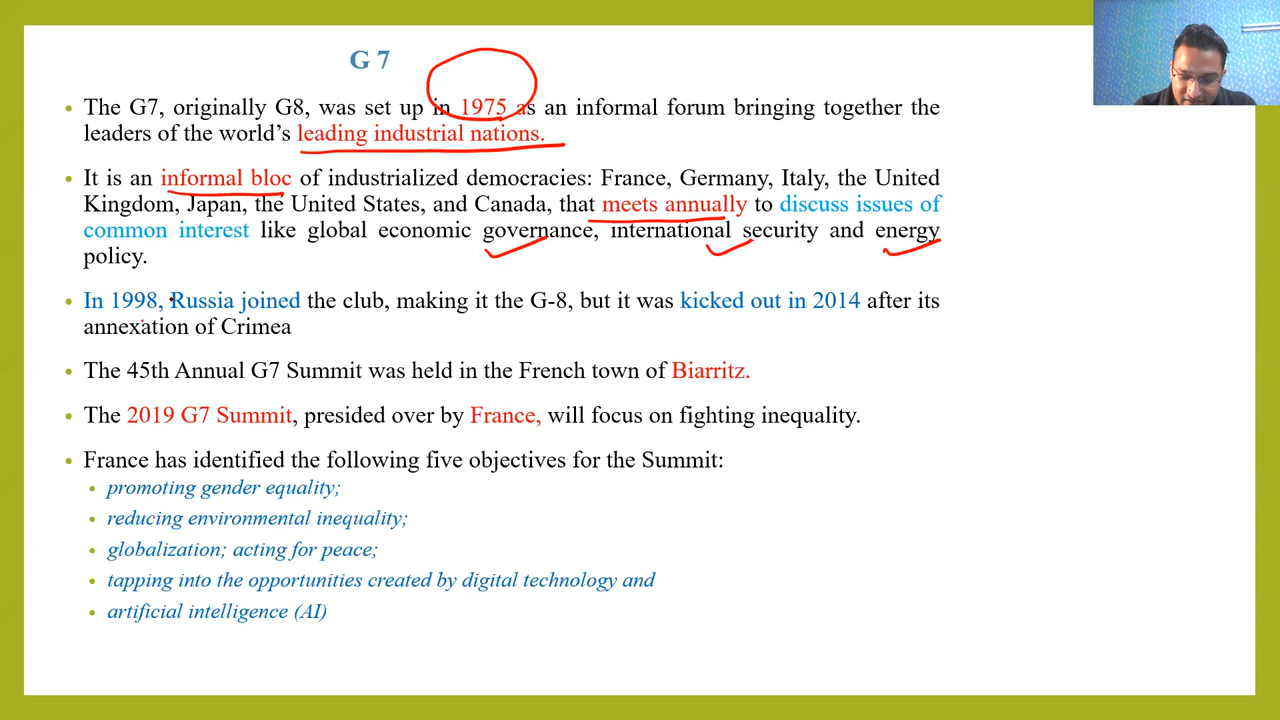 G 7
The G7, originally G8, was set up in 1975 as an informal forum bringing together the
leaders of the world's leading industrial nations.
It is an informal bloc of industrialized democracies: France, Germany, Italy, the United
Kingdom, Japan, the United States, and Canada, that meets annually to discuss issues of
common interest like global economic governance, international security and energy
policy.
In 1998, Russia joined the club, making it the G-8, but it was kicked out in 2014 after its
annexation of Crimea
The 45th Annual G7 Summit was held in the French town of Biarritz.
The 2019 G7 Summit, presided over by France, will focus on fighting inequality.
France has identified the following five objectives for the Summit:
promoting gender equality;
reducing environmental inequality;
globalization; acting for peace;
tapping into the opportunities created by digital technology and
artificial intelligence (AI)